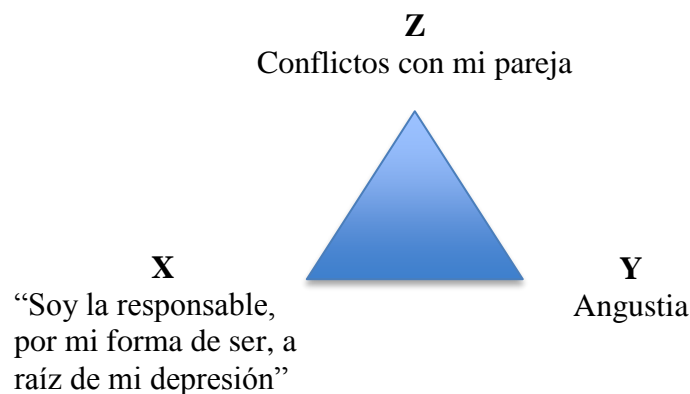 Z
Conflictos con mi pareja
X
“Soy la responsable,
por mi forma de ser, a
raíz de mi depresión”
Y
Angustia